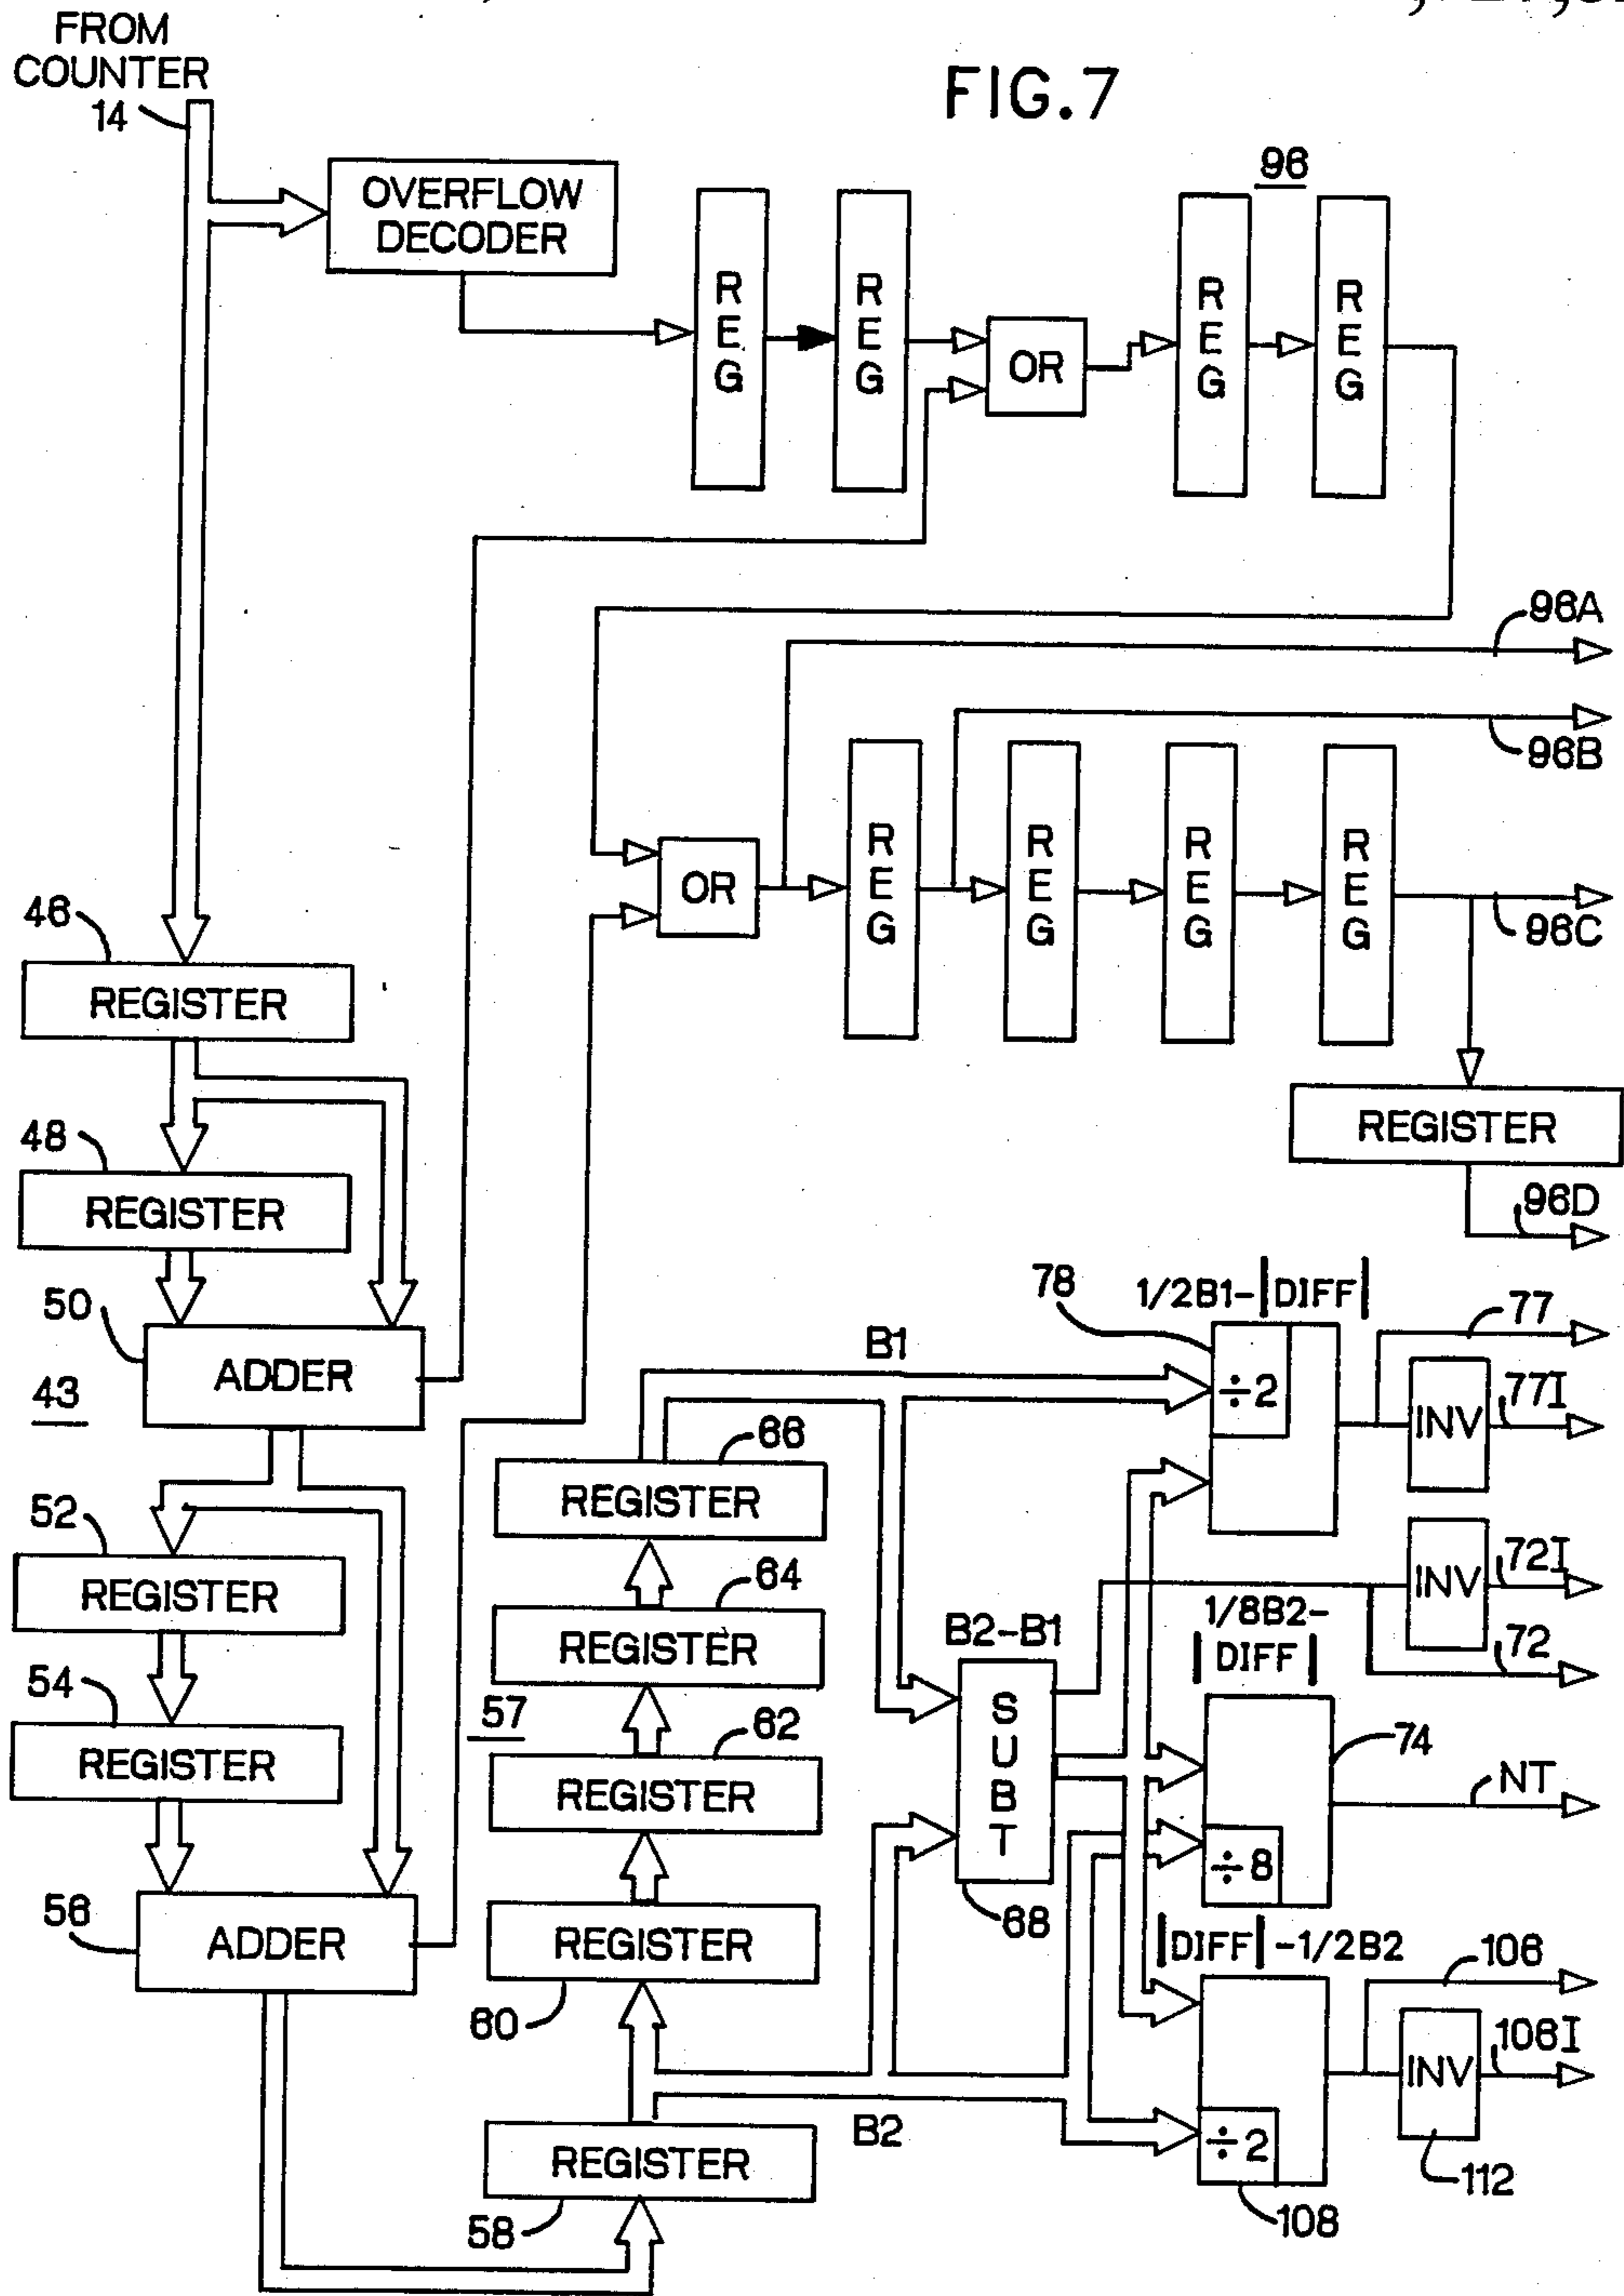 FROM
COUNTER
14
FIG.7
OVERFLOW
DECODER
96
REG
REG
OR
REG
REG
96A
96B
OR
REG
REG
REG
REG
96C
46
REGISTER
48
REGISTER
REGISTER
96D
50
ADDER
43
78
1/2B1-|DIFF|
77
B1
÷2
INV
77I
66
REGISTER
52
REGISTER
64
REGISTER
INV
72I
B2-B1
1/8B2-
|DIFF|
72
SUBT
54
REGISTER
57
62
REGISTER
74
NT
÷8
56
ADDER
REGISTER
68
|DIFF|-1/2B2
106
60
INV
106I
B2
REGISTER
÷2
112
58
108